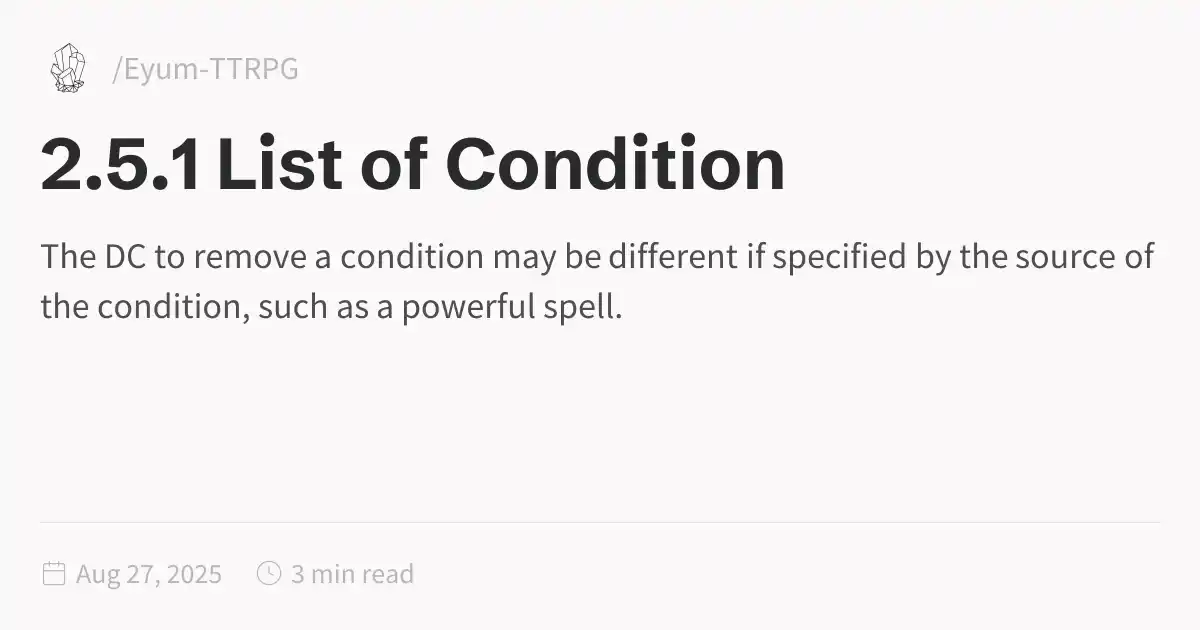 /Eyum-TTRPG
2.5.1 List of Condition
The DC to remove a condition may be different if specified by the source of
the condition, such as a powerful spell.
Aug 27, 2025
3 min read